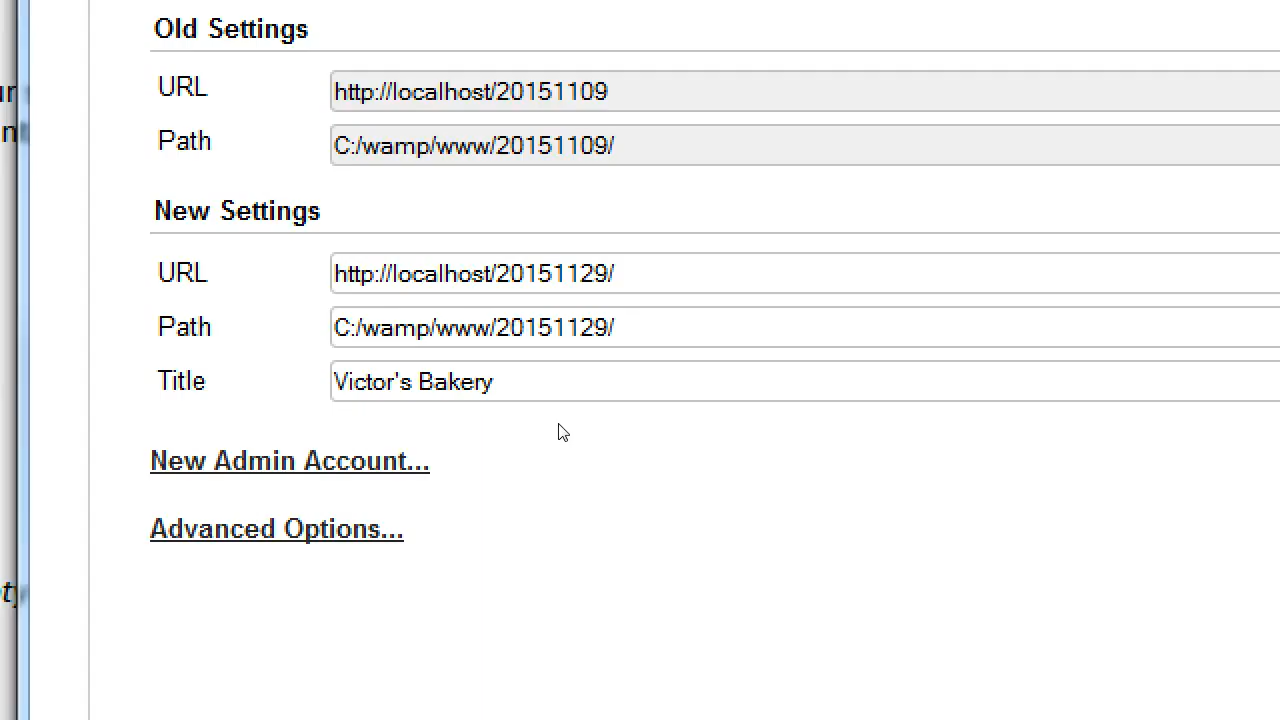 Old Settings
URL
http://localhost/20151109
Path
C:/wamp/www/20151109/
New Settings
URL
http://localhost/20151129/
Path
C:/wamp/www/20151129/
Title
Victor's Bakery
New Admin Account...
Advanced Options...